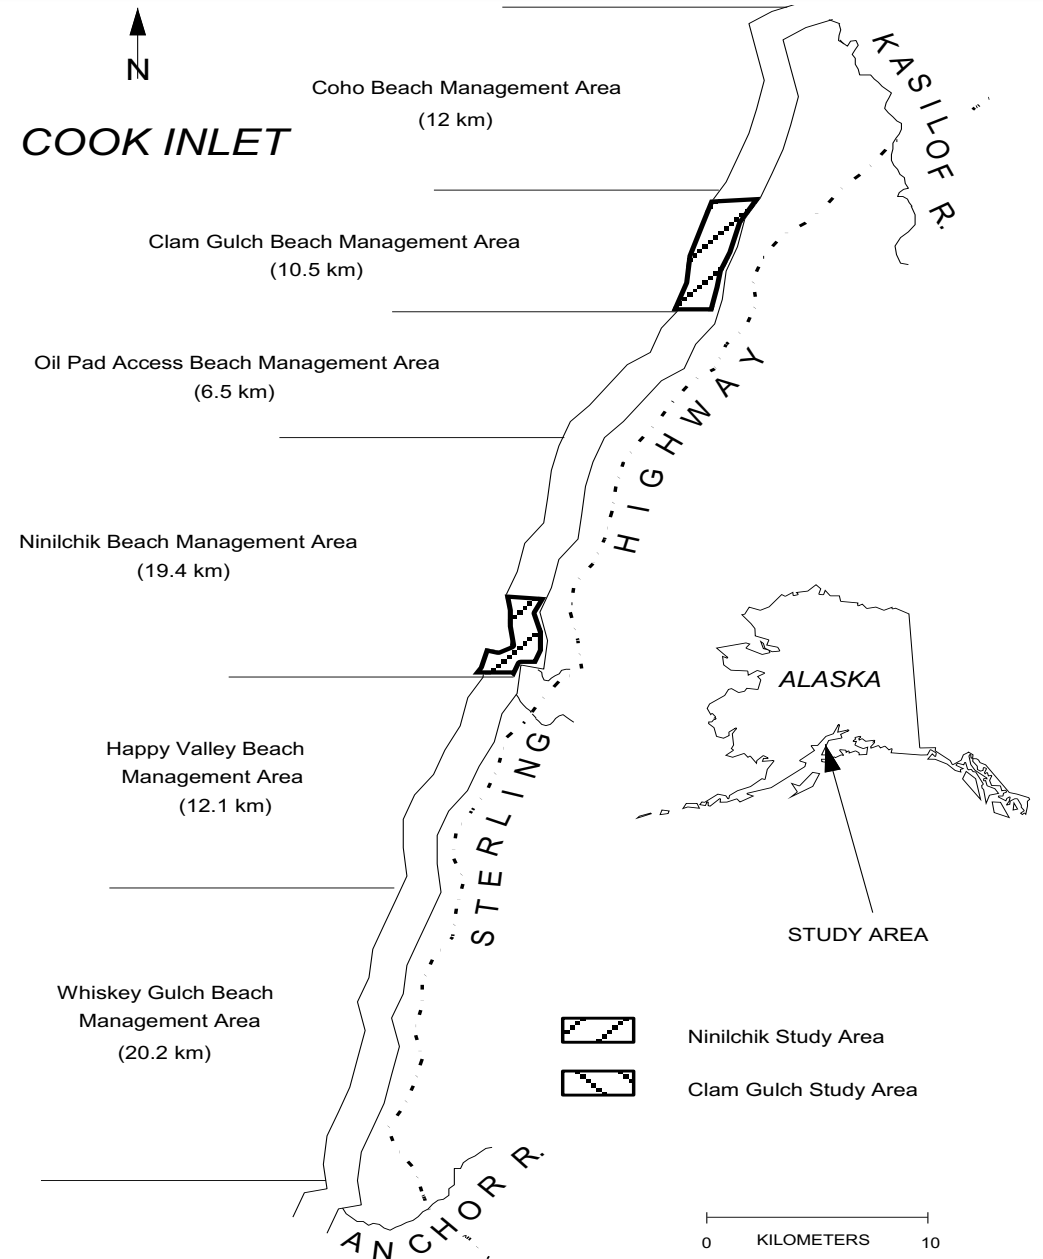 N
COOK INLET
Coho Beach Management Area
(12 km)
KASILOF R.
Clam Gulch Beach Management Area
(10.5 km)
Oil Pad Access Beach Management Area
(6.5 km)
Ninilchik Beach Management Area
(19.4 km)
STERLING HIGHWAY
Happy Valley Beach
Management Area
(12.1 km)
ALASKA
STUDY AREA
Whiskey Gulch Beach
Management Area
(20.2 km)
Ninilchik Study Area
Clam Gulch Study Area
ANCHOR R.
0 KILOMETERS 10